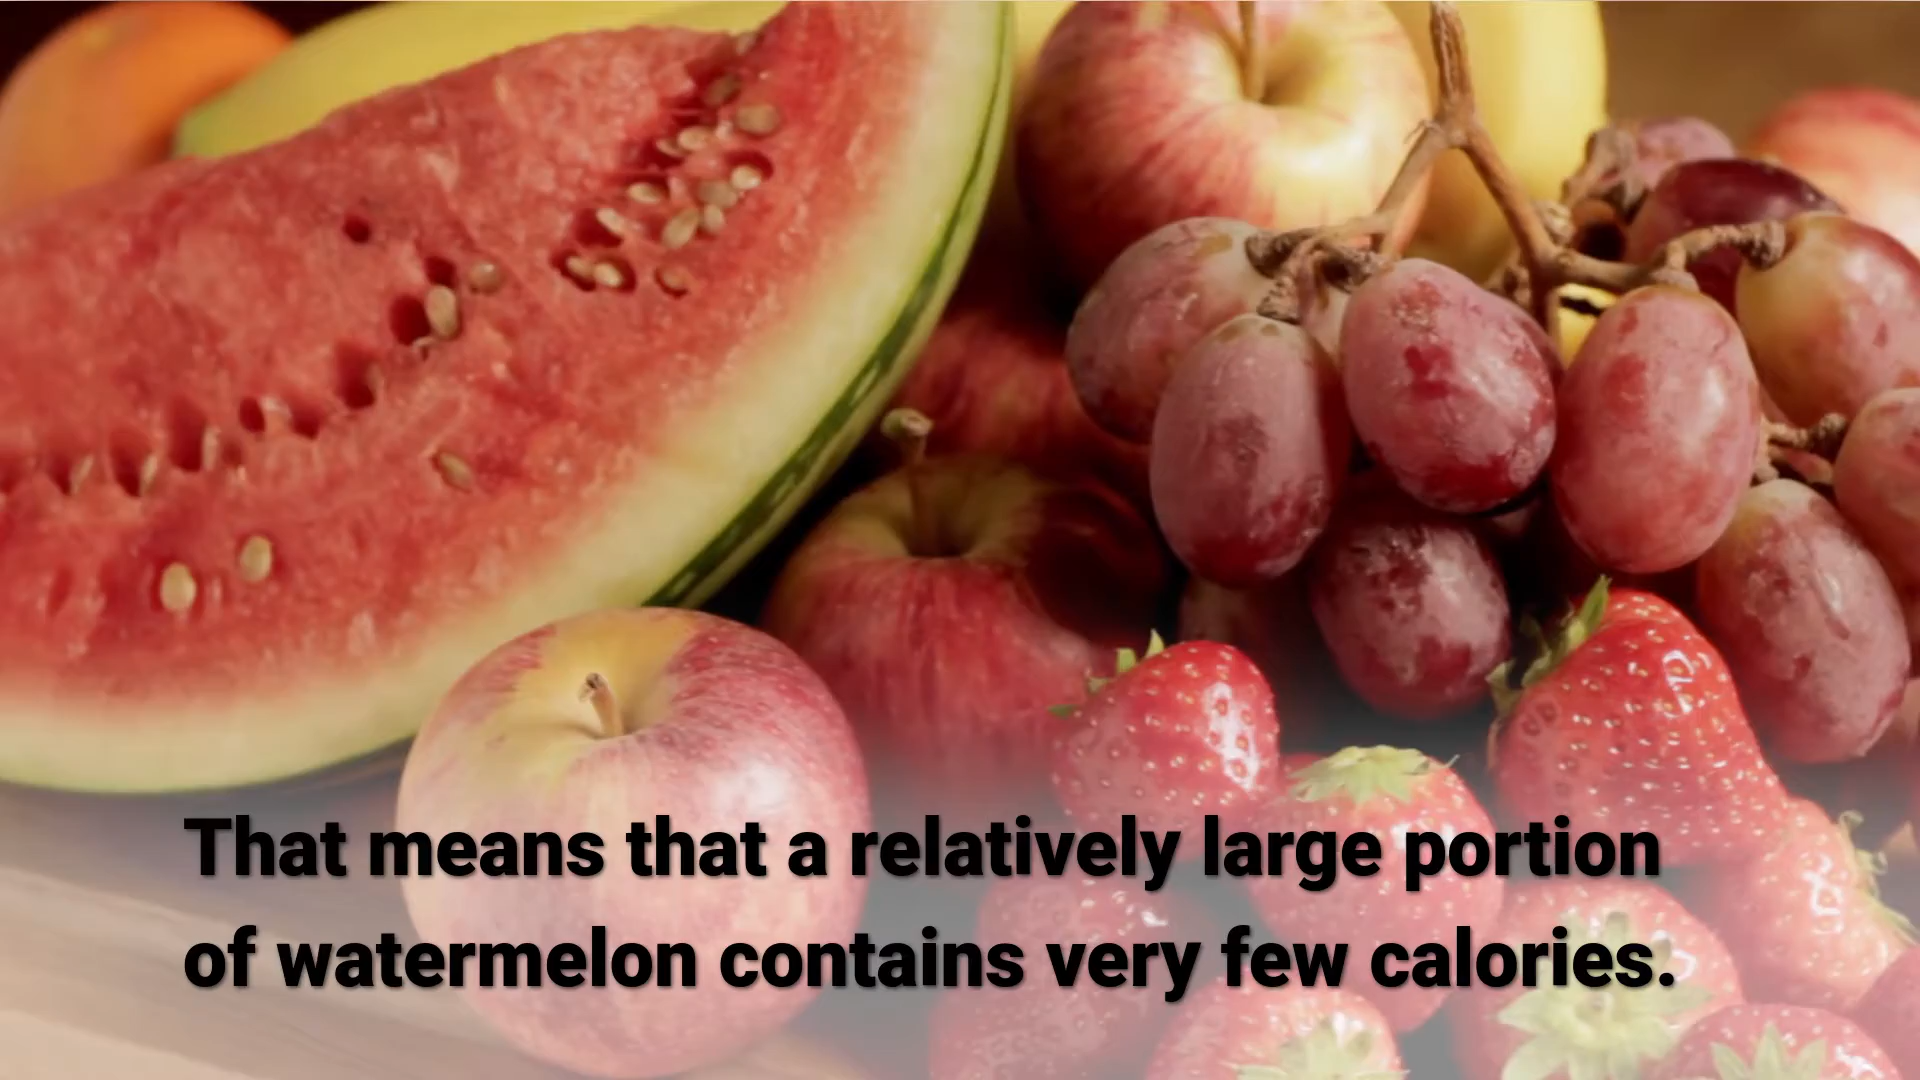 That means that a relatively large portion
of watermelon contains very few calories.